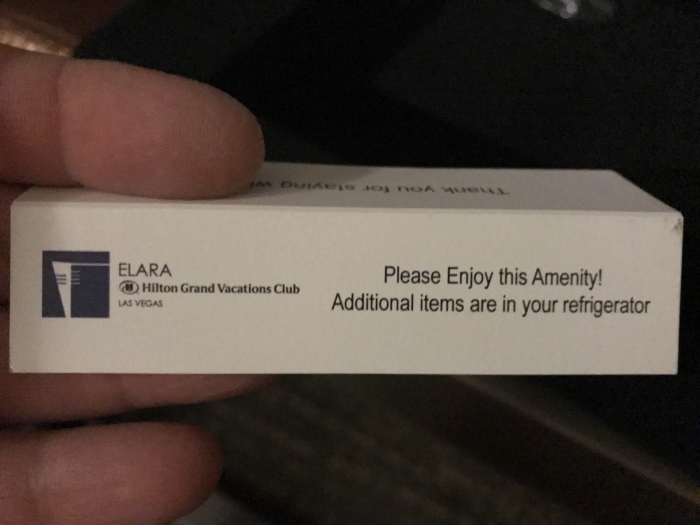 Thank you for staying
ELARA
Hilton Grand Vacations Club
LAS VEGAS
Please Enjoy this Amenity!
Additional items are in your refrigerator